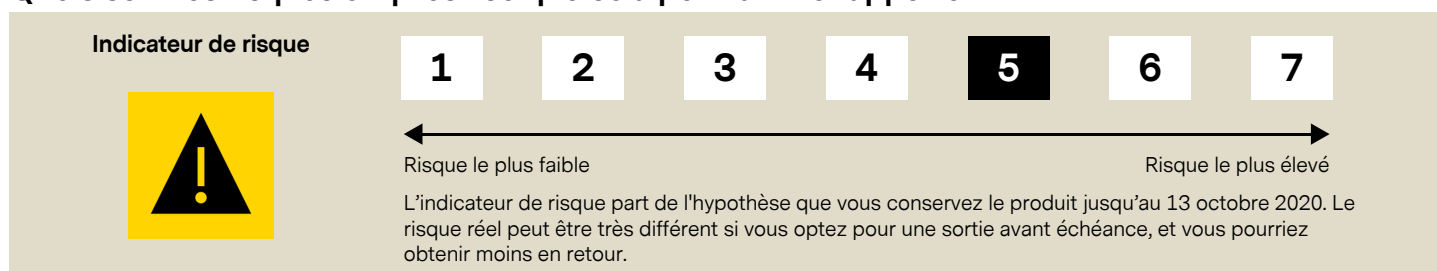 Indicateur de risque
1 2 3 4 5 6 7
Risque le plus faible
Risque le plus élevé
L'indicateur de risque part de l'hypothèse que vous conservez le produit jusqu'au 13 octobre 2020. Le
risque réel peut être très différent si vous optez pour une sortie avant échéance, et vous pourriez
obtenir moins en retour.